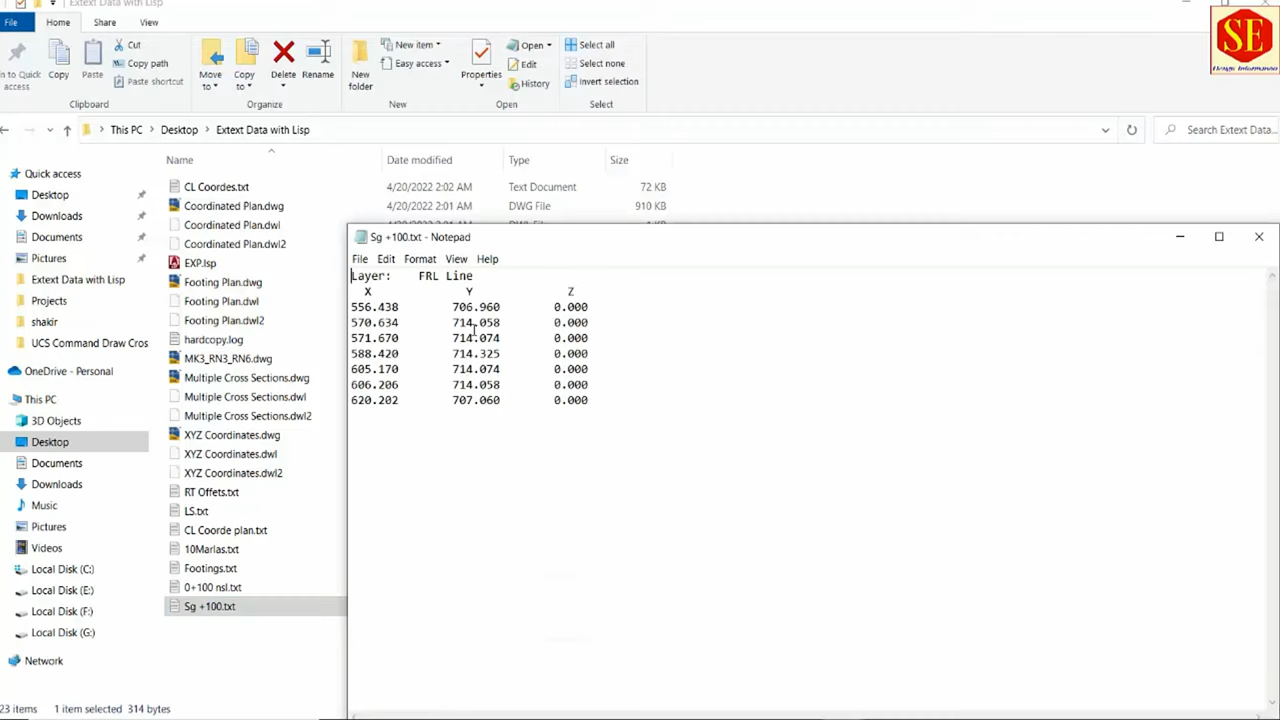 Extext Data with Lisp
File Home Share View
n to Quick access
Copy
Paste
Cut
Copy path
Paste shortcut
Move to
Copy to
Delete
Rename
New folder
New item
Easy access
Properties
Open
Edit
History
Select all
Select none
Invert selection
Clipboard Organize New Open Select
This PC > Desktop > Extext Data with Lisp
Search Extext Data...
SE
Name Date modified Type Size
Quick access
Desktop
Downloads
Documents
Pictures
Extext Data with Lisp
Projects
shakir
UCS Command Draw Cros
OneDrive - Personal
This PC
3D Objects
Desktop
Documents
Downloads
Music
Pictures
Videos
Local Disk (C:)
Local Disk (E:)
Local Disk (F:)
Local Disk (G:)
Network
CL Coordes.txt 4/20/2022 2:02 AM Text Document 72 KB
Coordinated Plan.dwg 4/20/2022 2:01 AM DWG File 910 KB
Coordinated Plan.dwl
Coordinated Plan.dwl2
EXP.lsp
Footing Plan.dwg
Footing Plan.dwl
Footing Plan.dwl2
hardcopy.log
MK3_RN3_RN6.dwg
Multiple Cross Sections.dwg
Multiple Cross Sections.dwl
Multiple Cross Sections.dwl2
XYZ Coordinates.dwg
XYZ Coordinates.dwl
XYZ Coordinates.dwl2
RT Offets.txt
LS.txt
CL Coorde plan.txt
10Marlas.txt
Footings.txt
0+100 nsl.txt
Sg +100.txt
Sg +100.txt - Notepad
File Edit Format View Help
Layer: FRL Line
X Y Z
556.438 706.960 0.000
570.634 714.058 0.000
571.670 714.074 0.000
588.420 714.325 0.000
605.170 714.074 0.000
606.206 714.058 0.000
620.202 707.060 0.000
23 items 1 item selected 314 bytes